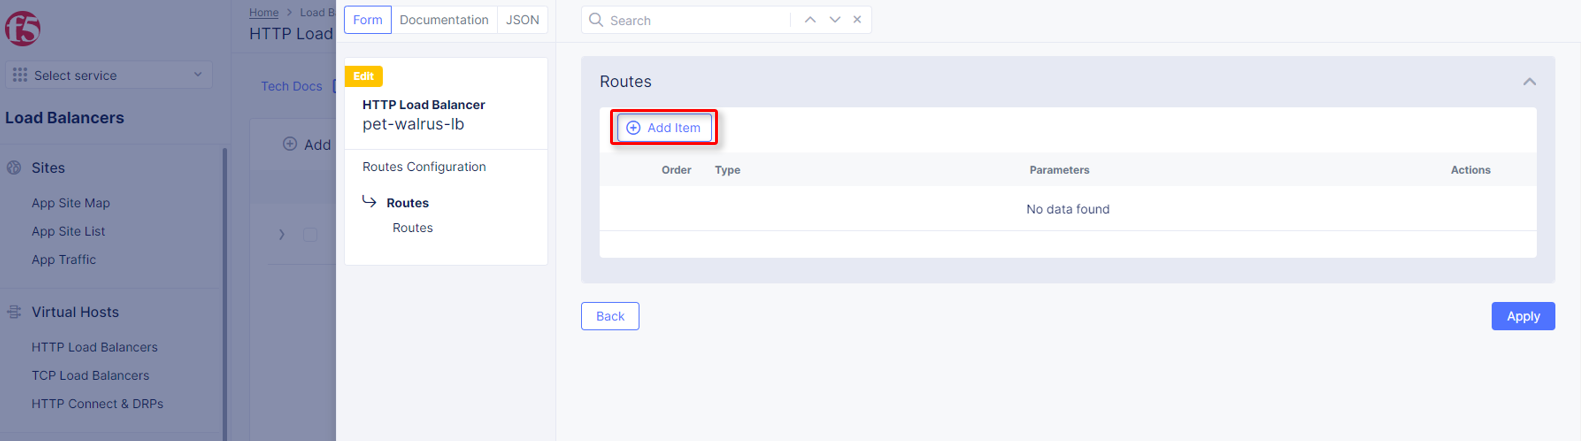 f5
Select service
Load Balancers
Sites
App Site Map
App Site List
App Traffic
Virtual Hosts
HTTP Load Balancers
TCP Load Balancers
HTTP Connect & DRPs
Home > Load B
HTTP Load
Tech Docs
Add
Form
Documentation
JSON
Edit
HTTP Load Balancer
pet-walrus-lb
Routes Configuration
Routes
Routes
Search
Routes
Add Item
Order Type Parameters Actions
No data found
Back
Apply